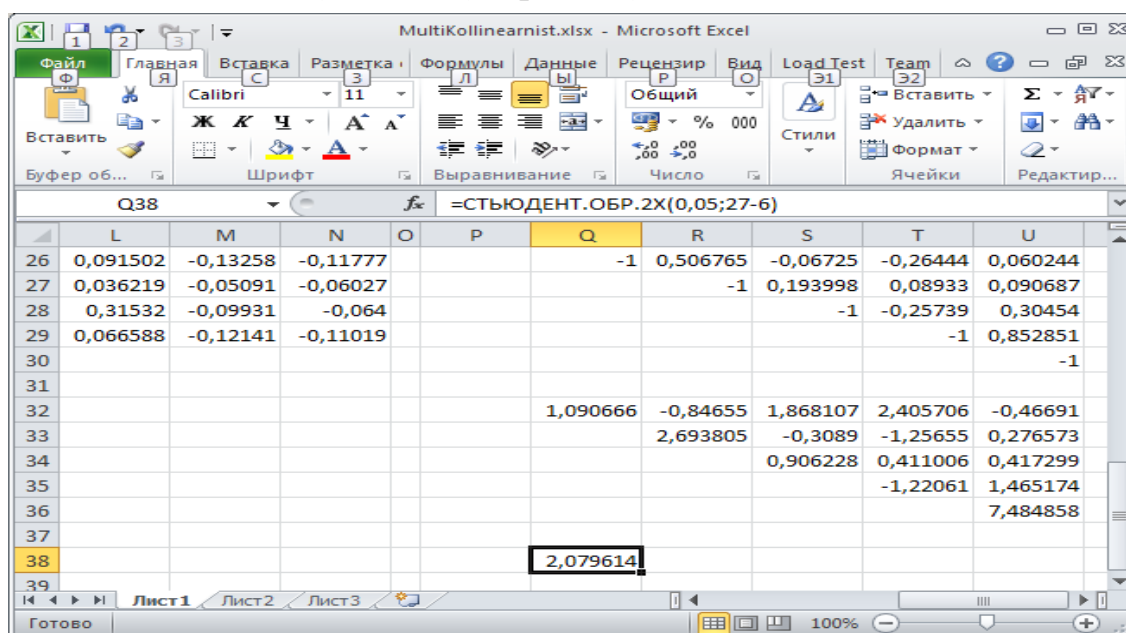 MultiKollinearnist.xlsx - Microsoft Excel
1 2 3
Файл Главная Вставка Разметка Формулы Данные Рецензир Вид Load Test Team
Ф Я С З Л Ы Р О Э1 Э2
Calibri 11 Общий Вставить Σ
Вставить Ж К Ч % 000 Стили Удалить
Формат
Буфер об... Шрифт Выравнивание Число Ячейки Редактир...
Q38 fx =СТЬЮДЕНТ.ОБР.2Х(0,05;27-6)
L M N O P Q R S T U
26 0,091502 -0,13258 -0,11777 -1 0,506765 -0,06725 -0,26444 0,060244
27 0,036219 -0,05091 -0,06027 -1 0,193998 0,08933 0,090687
28 0,31532 -0,09931 -0,064 -1 -0,25739 0,30454
29 0,066588 -0,12141 -0,11019 -1 0,852851
30 -1
31
32 1,090666 -0,84655 1,868107 2,405706 -0,46691
33 2,693805 -0,3089 -1,25655 0,276573
34 0,906228 0,411006 0,417299
35 -1,22061 1,465174
36 7,484858
37
38 2,079614
39
Лист1 Лист2 Лист3
Готово 100%